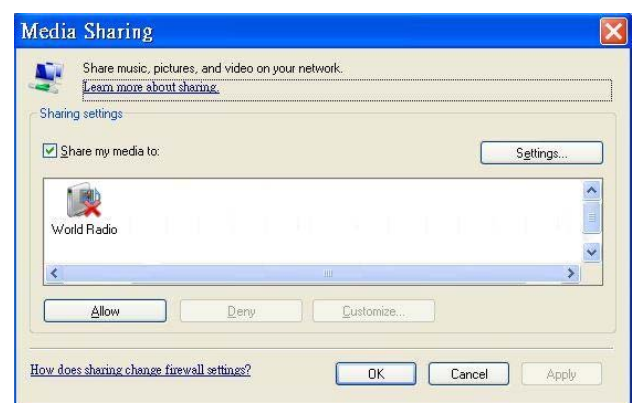 Media Sharing
Share music, pictures, and video on your network.
Learn more about sharing.
Sharing settings
Share my media to:
Settings...
World Radio
Allow
Deny
Customize...
How does sharing change firewall settings?
OK
Cancel
Apply